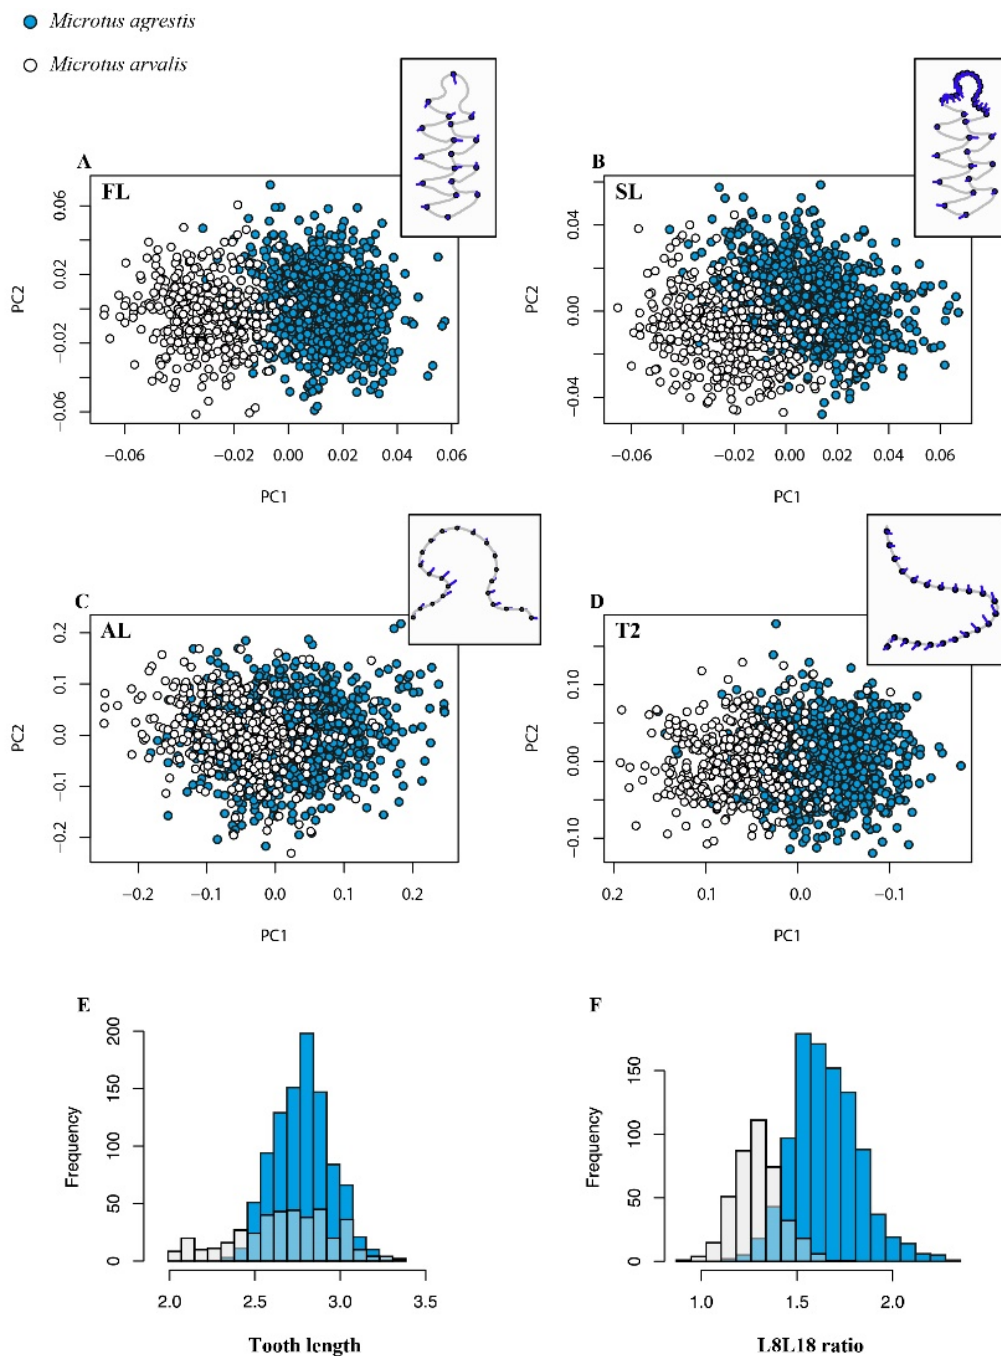 Microtus agrestis
Microtus arvalis
A
FL
PC2
0.06
0.02
−0.02
−0.06
−0.06
−0.02
0.00
0.02
0.04
0.06
PC1
B
SL
PC2
0.04
0.00
−0.04
−0.06
−0.02
0.00
0.02
0.04
0.06
PC1
C
AL
PC2
0.2
0.1
0.0
−0.1
−0.2
−0.2
−0.1
0.0
0.1
0.2
PC1
D
T2
PC2
0.10
0.00
−0.10
0.2
0.1
0.0
−0.1
PC1
E
Frequency
200
150
100
50
0
2.0
2.5
3.0
3.5
Tooth length
F
Frequency
150
100
50
0
1.0
1.5
2.0
L8L18 ratio